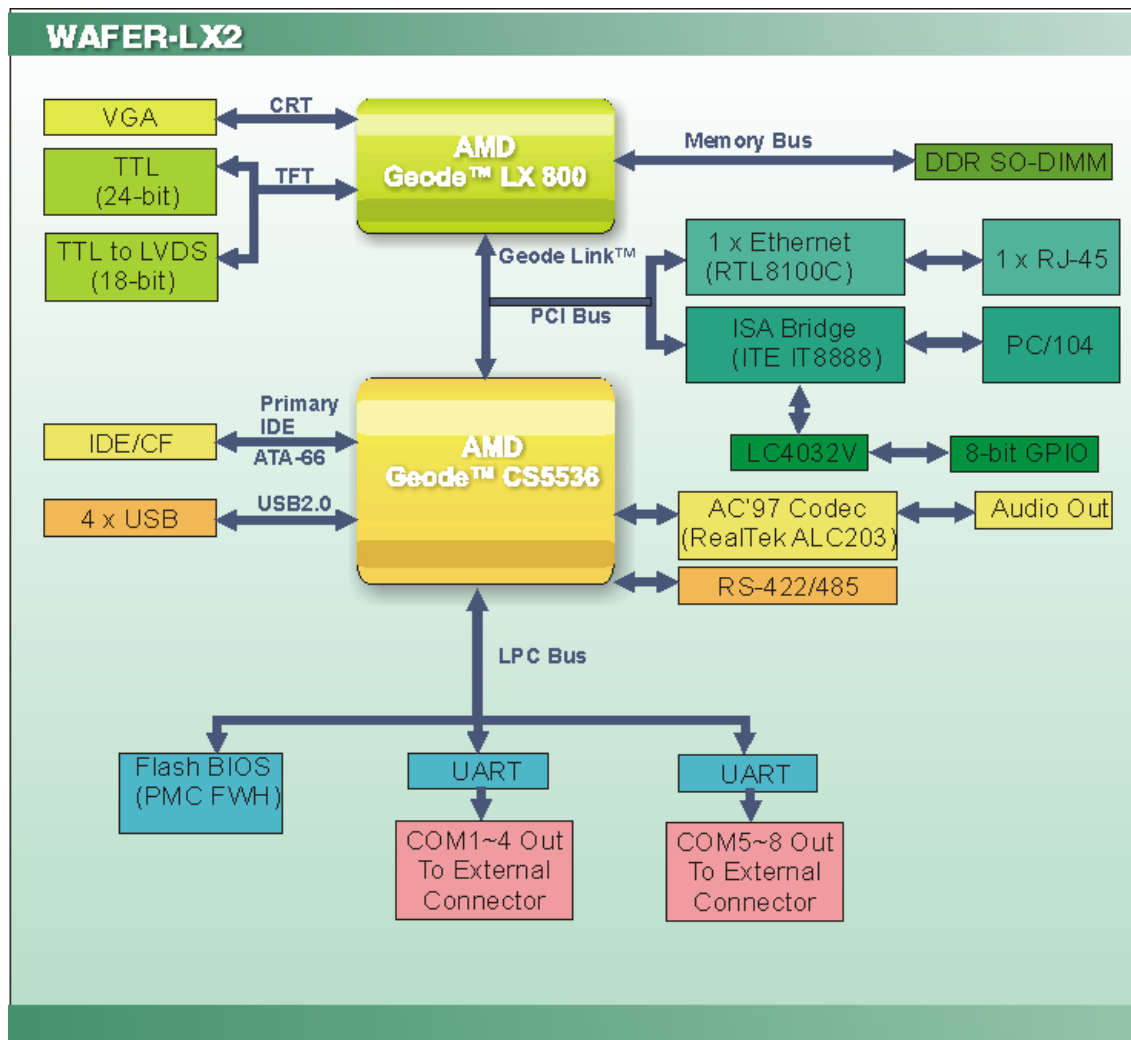 WAFER-LX2
VGA
CRT
AMD
Geode™ LX 800
TTL
(24-bit)
TFT
Memory Bus
DDR SO-DIMM
TTL to LVDS
(18-bit)
Geode Link™
1 x Ethernet
(RTL8100C)
1 x RJ-45
PCI Bus
ISA Bridge
(ITE IT8888)
PC/104
IDE/CF
Primary
IDE
ATA-66
AMD
Geode™ CS5536
LC4032V
8-bit GPIO
4 x USB
USB2.0
AC'97 Codec
(RealTek ALC203)
Audio Out
RS-422/485
LPC Bus
Flash BIOS
(PMC FWH)
UART
UART
COM1~4 Out
To External
Connector
COM5~8 Out
To External
Connector